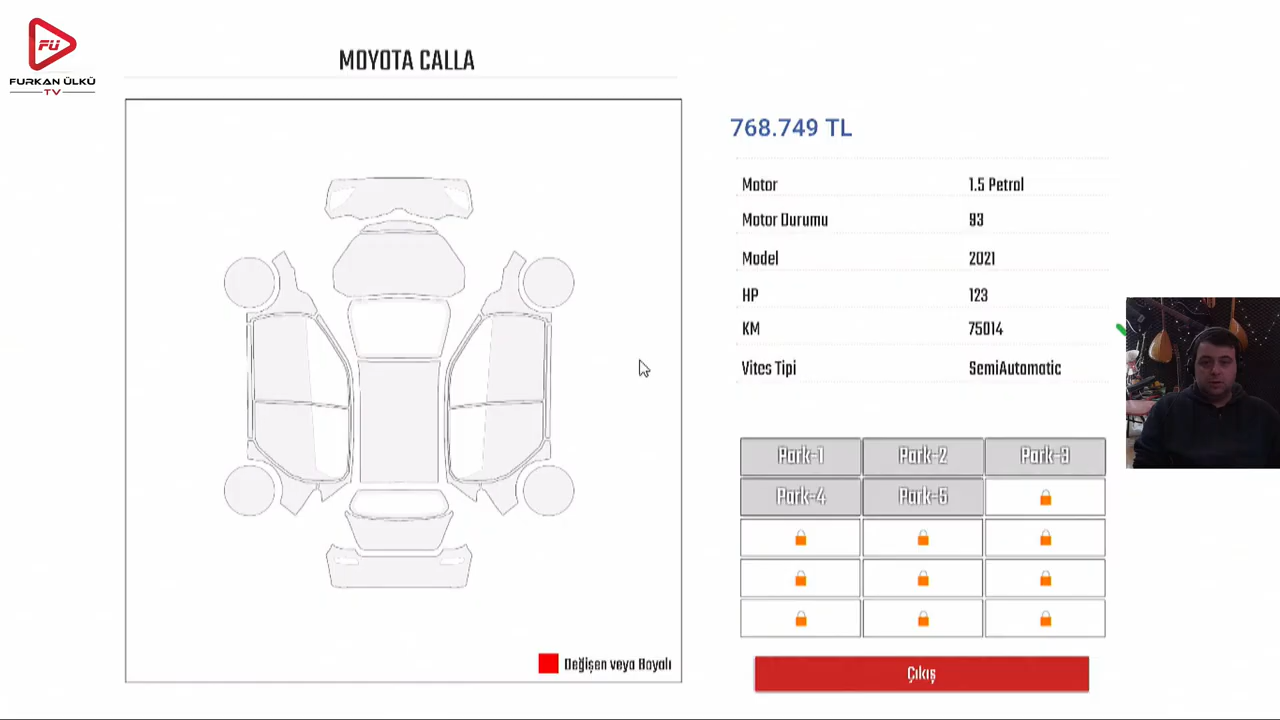 FU
FURKAN ÜLKÜ
TV
MOYOTA CALLA
768.749 TL
Motor 1.5 Petrol
Motor Durumu 93
Model 2021
HP 123
KM 75014
Vites Tipi SemiAutomatic
Park-1 Park-2 Park-3
Park-4 Park-5
Değişen veya Boyalı
Çıkış